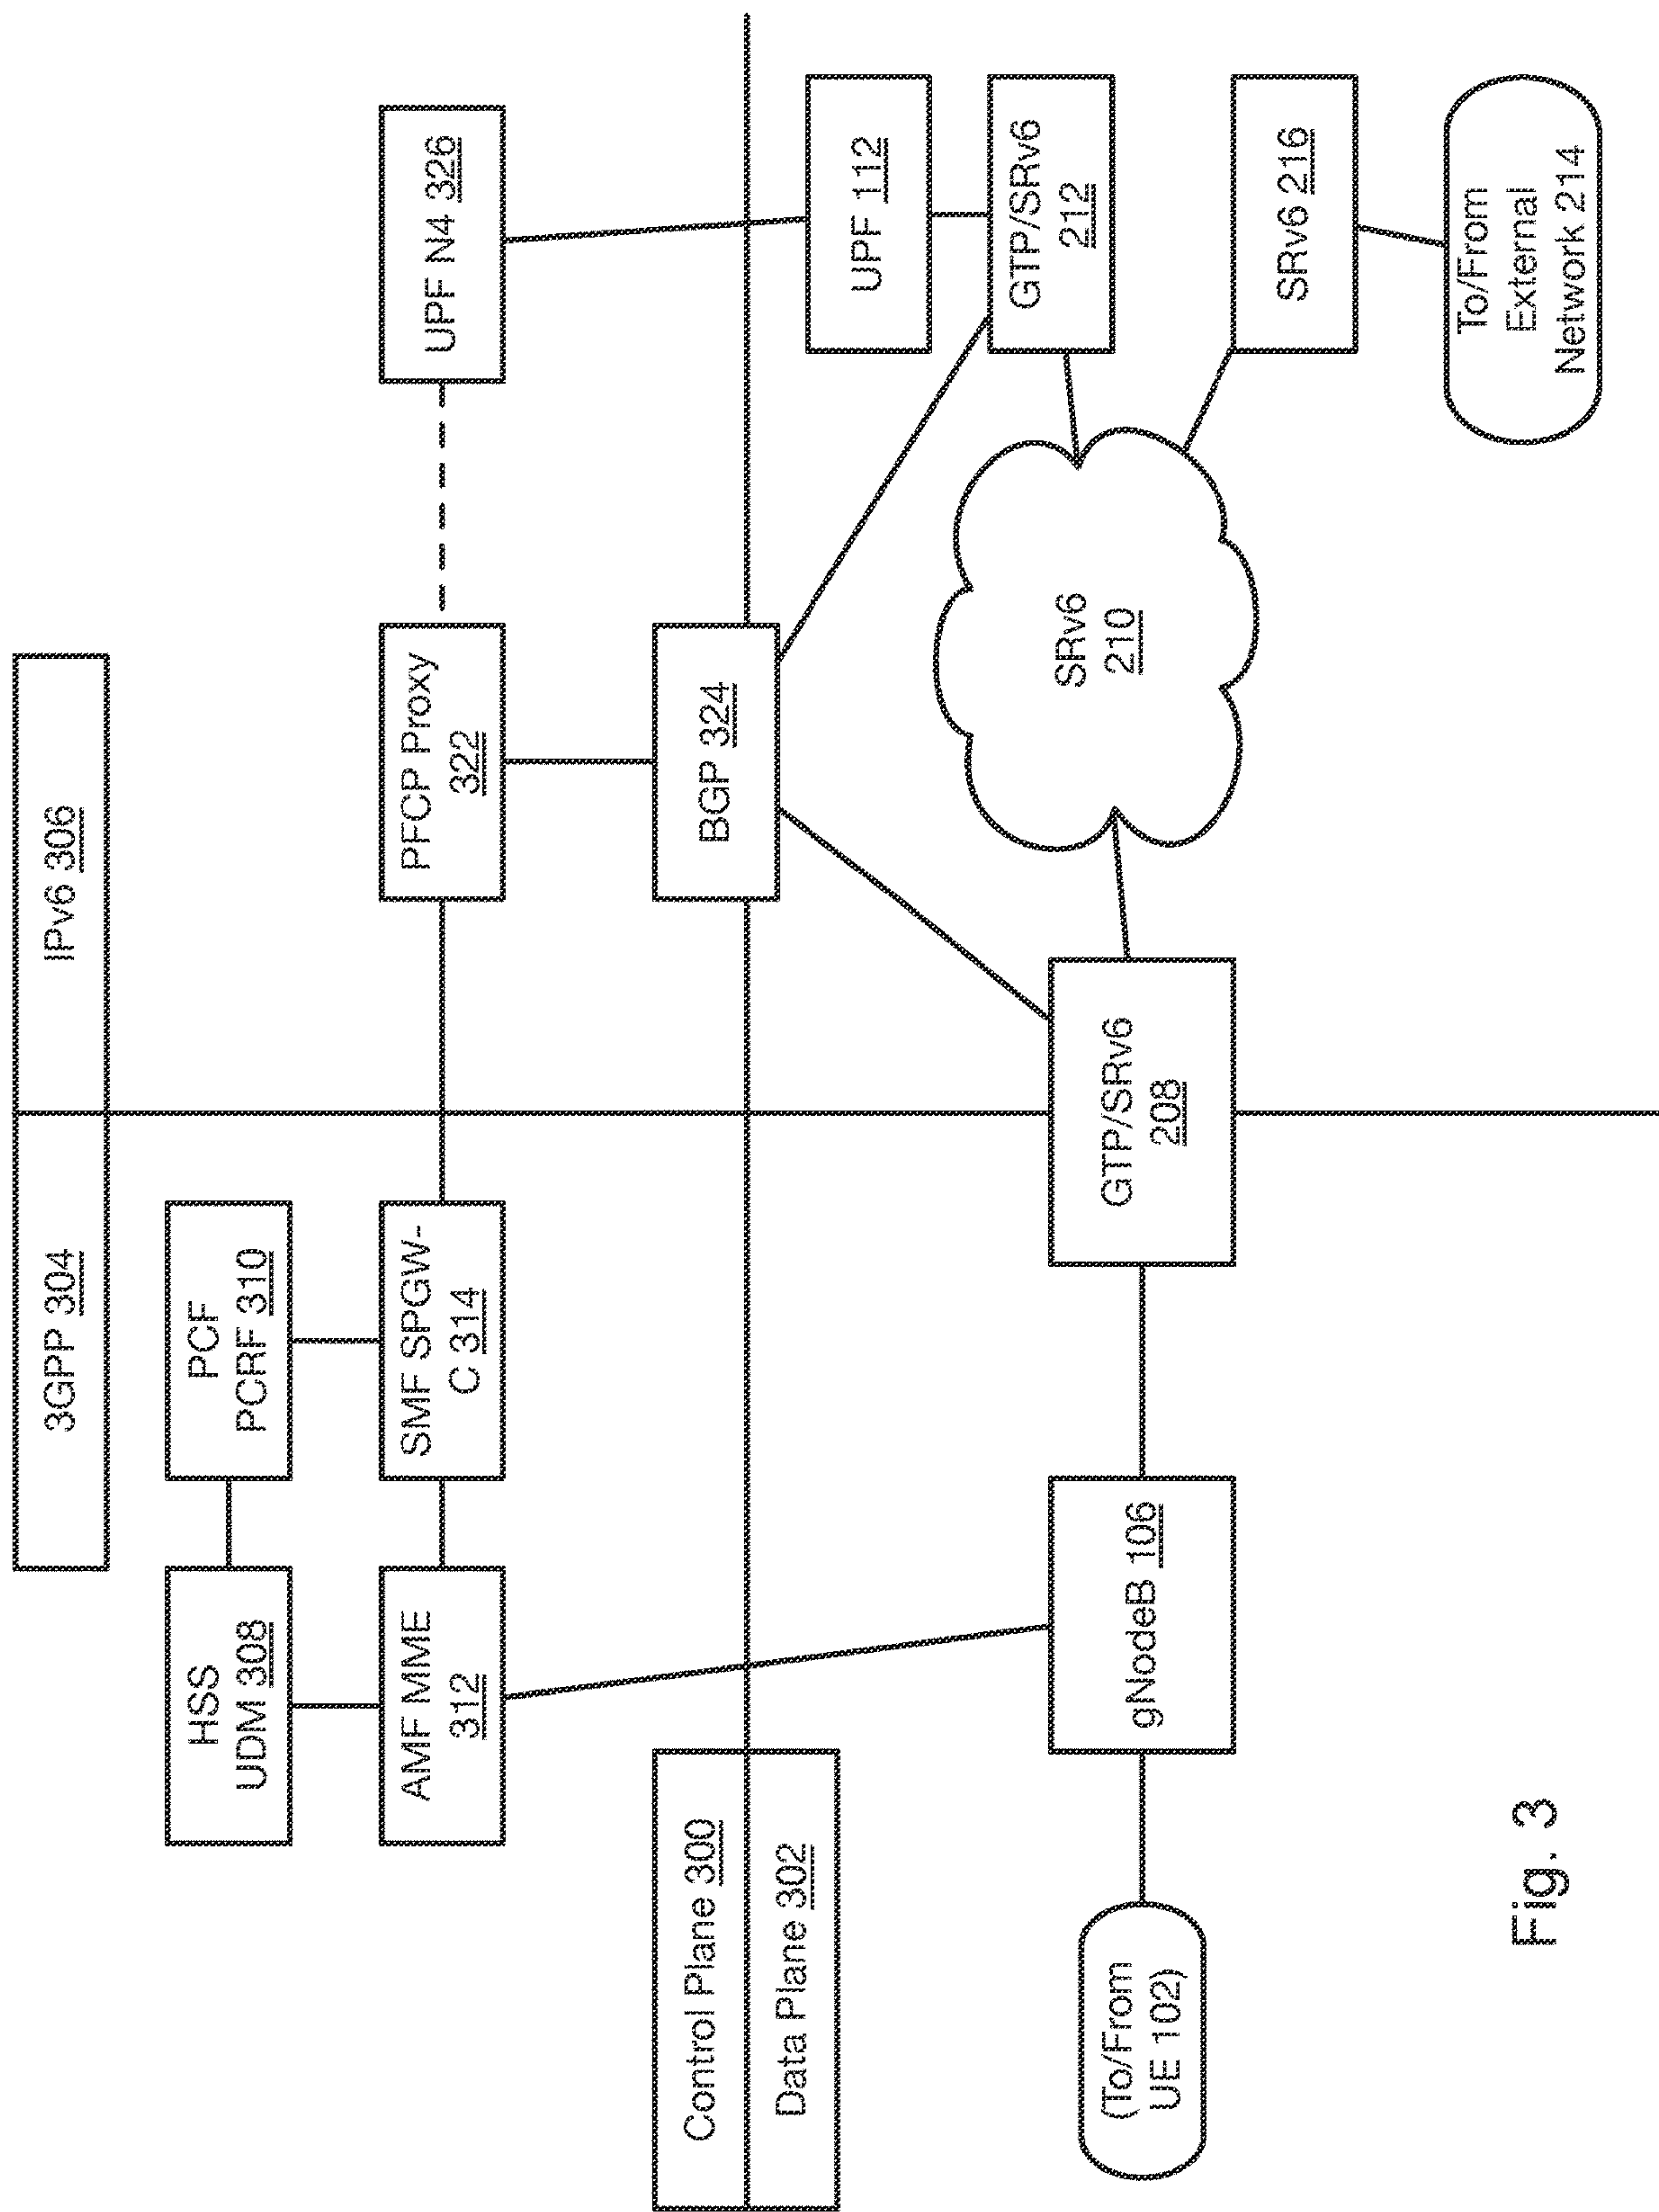 3GPP 304
IPv6 306
HSS
UDM 308
PCF
PCRF 310
AMF MME
312
SMF SPGW-
C 314
PFCP Proxy
322
UPF N4 326
Control Plane 300
Data Plane 302
BGP 324
UPF 112
(To/From
UE 102)
gNodeB 106
GTP/SRv6
208
SRv6
210
GTP/SRv6
212
SRv6 216
To/From
External
Network 214
Fig. 3